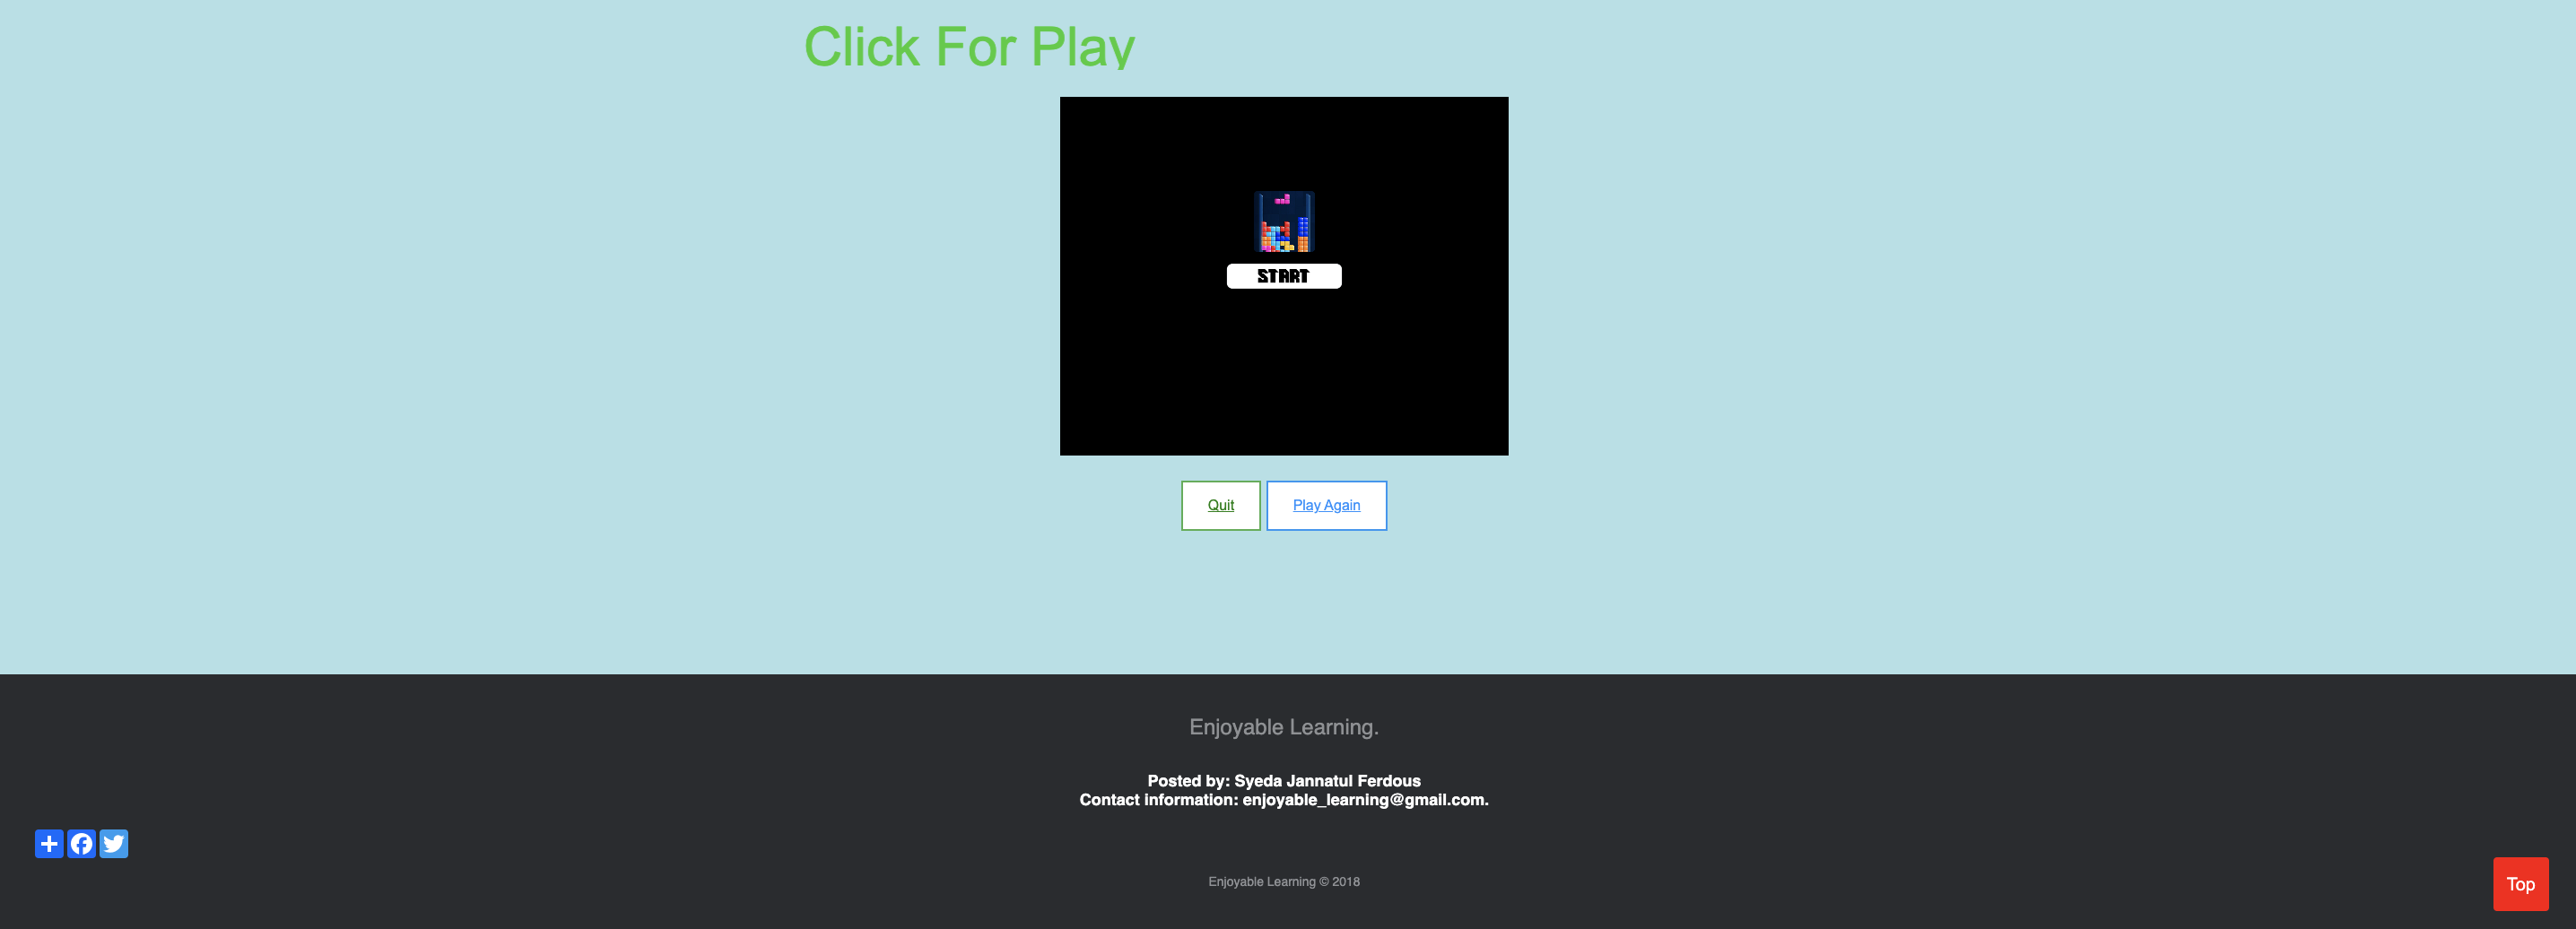 Click For Play
START
Quit
Play Again
Enjoyable Learning.
Posted by: Syeda Jannatul Ferdous
Contact information: enjoyable_learning@gmail.com.
Enjoyable Learning © 2018
Top